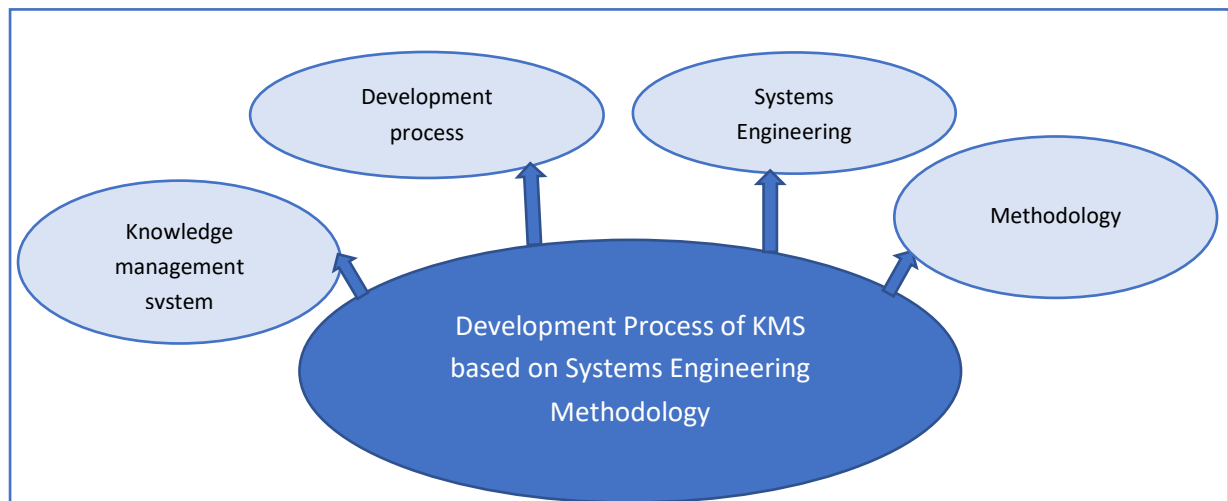 Development
process
Systems
Engineering
Knowledge
management
system
Methodology
Development Process of KMS
based on Systems Engineering
Methodology